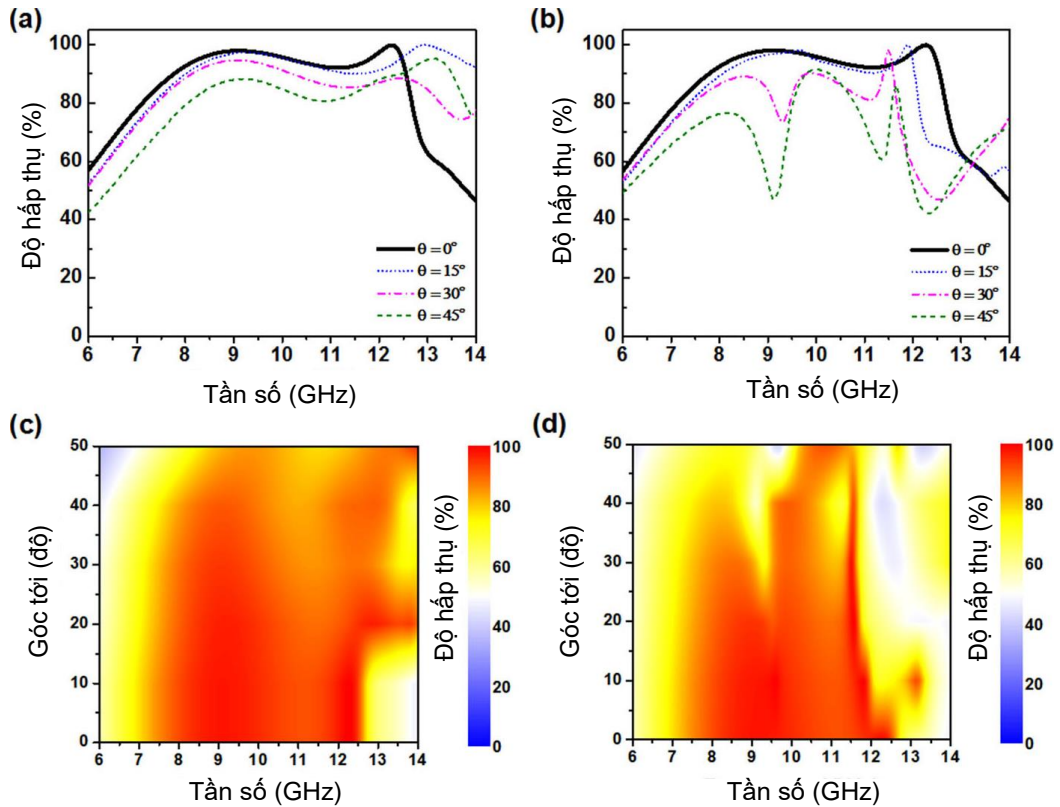 (a)
100
80
60
40
20
0
Độ hấp thụ (%)
θ = 0°
θ = 15°
θ = 30°
θ = 45°
6 7 8 9 10 11 12 13 14
Tần số (GHz)
(b)
100
80
60
40
20
0
Độ hấp thụ (%)
θ = 0°
θ = 15°
θ = 30°
θ = 45°
6 7 8 9 10 11 12 13 14
Tần số (GHz)
(c)
50
40
30
20
10
0
Góc tới (độ)
6 7 8 9 10 11 12 13 14
Tần số (GHz)
100
80
60
40
20
0
Độ hấp thụ (%)
(d)
50
40
30
20
10
0
Góc tới (độ)
6 7 8 9 10 11 12 13 14
Tần số (GHz)
100
80
60
40
20
0
Độ hấp thụ (%)